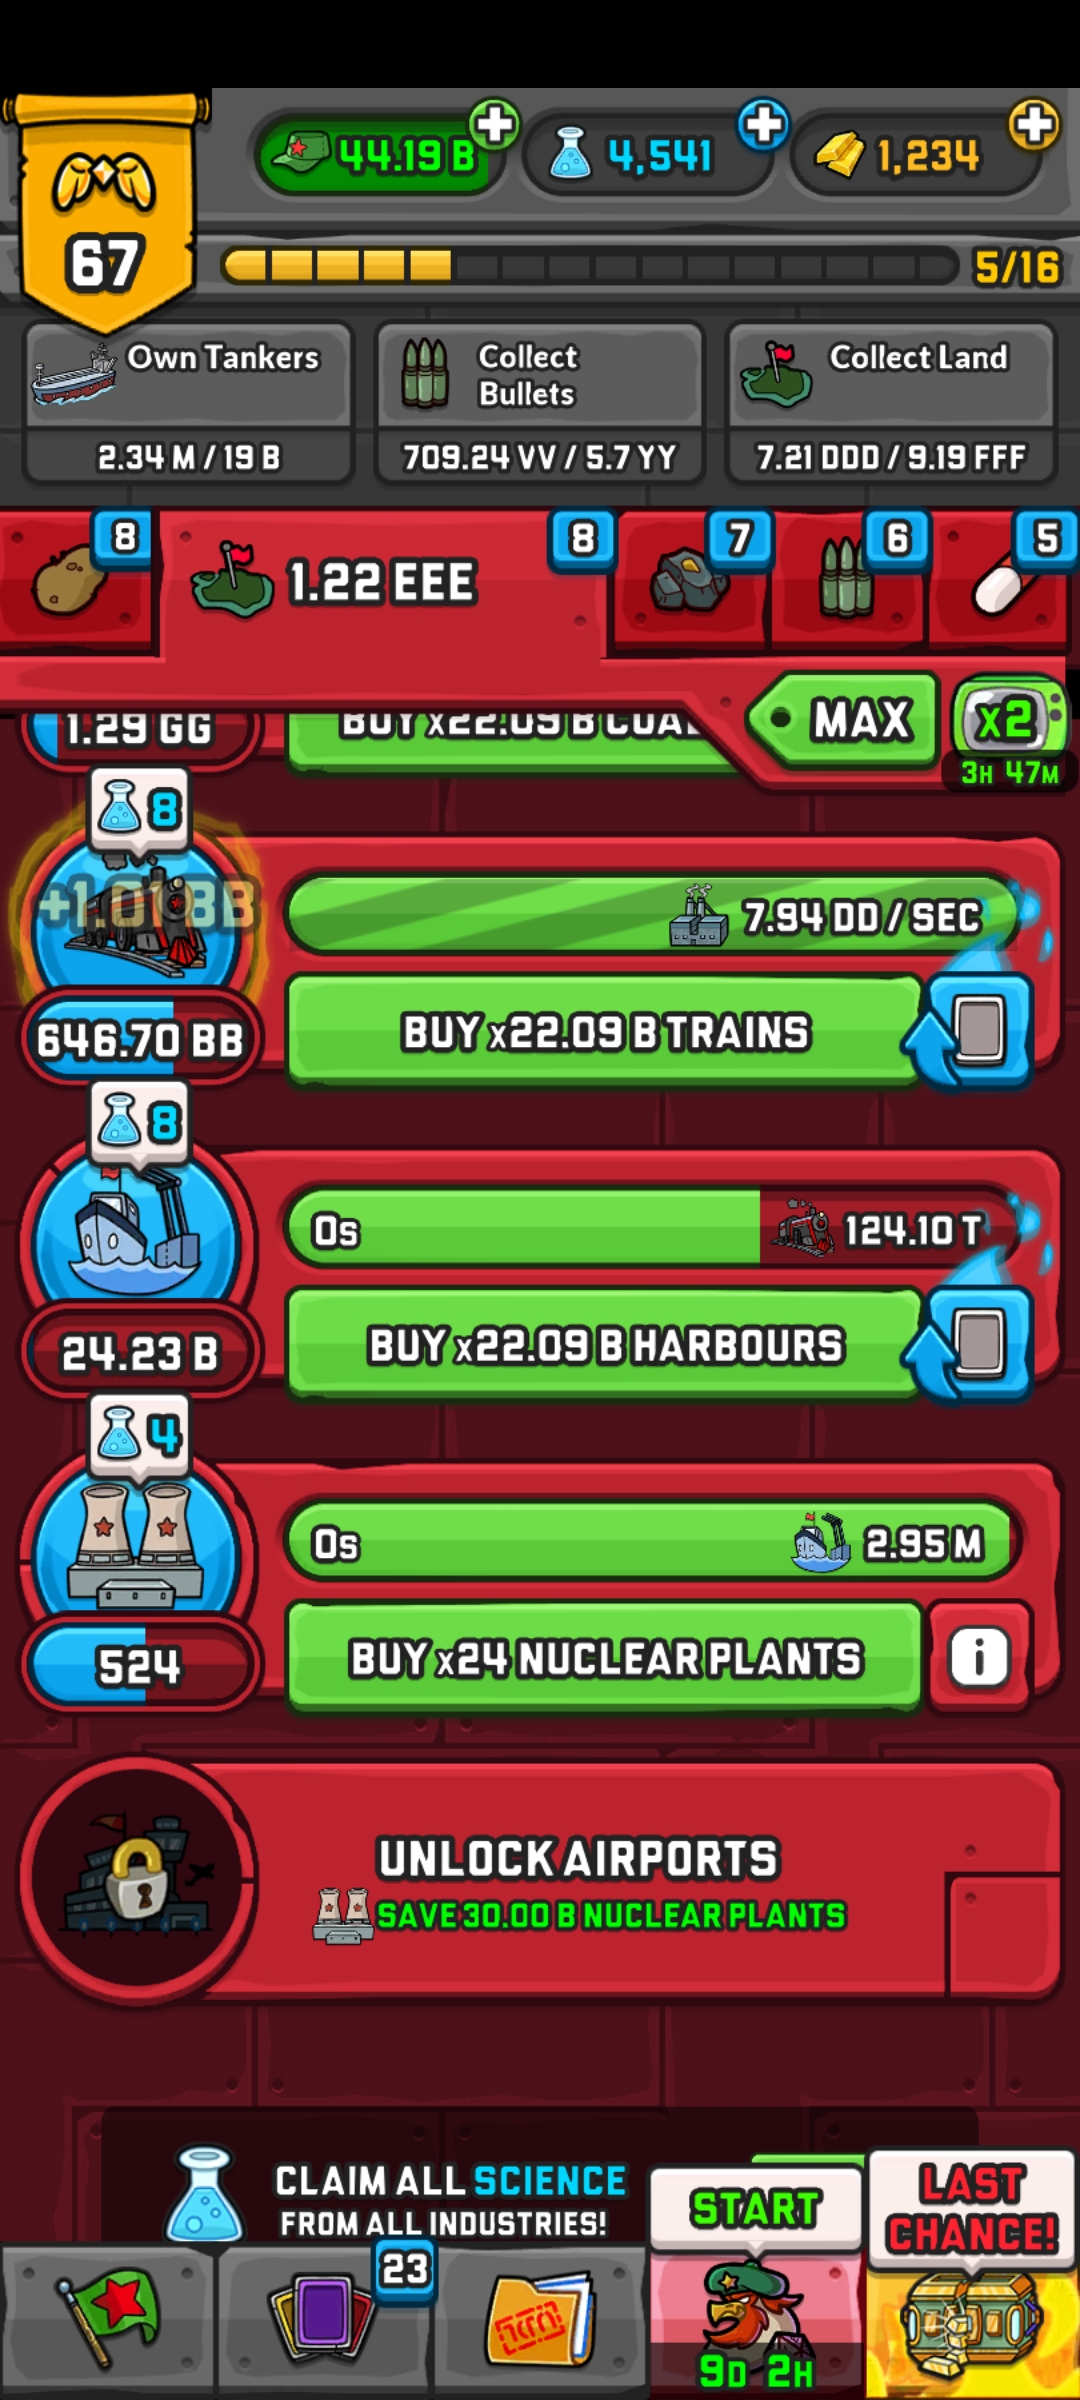 44.19 B
4,541
1,234
67
5/16
Own Tankers
Collect
Bullets
Collect Land
2.34 M / 19 B
709.24 VV / 5.7 YY
7.21 DDD / 9.19 FFF
8
1.22 EEE
8
7
6
5
1.29 GG
BUY x22.09 B COAL
MAX
x2
3H 47M
8
7.94 DD / SEC
646.70 BB
BUY x22.09 B TRAINS
8
0s
124.10 T
24.23 B
BUY x22.09 B HARBOURS
4
0s
2.95 M
524
BUY x24 NUCLEAR PLANTS
i
UNLOCK AIRPORTS
SAVE 30.00 B NUCLEAR PLANTS
CLAIM ALL SCIENCE
FROM ALL INDUSTRIES!
START
LAST
CHANCE!
23
9D 2H